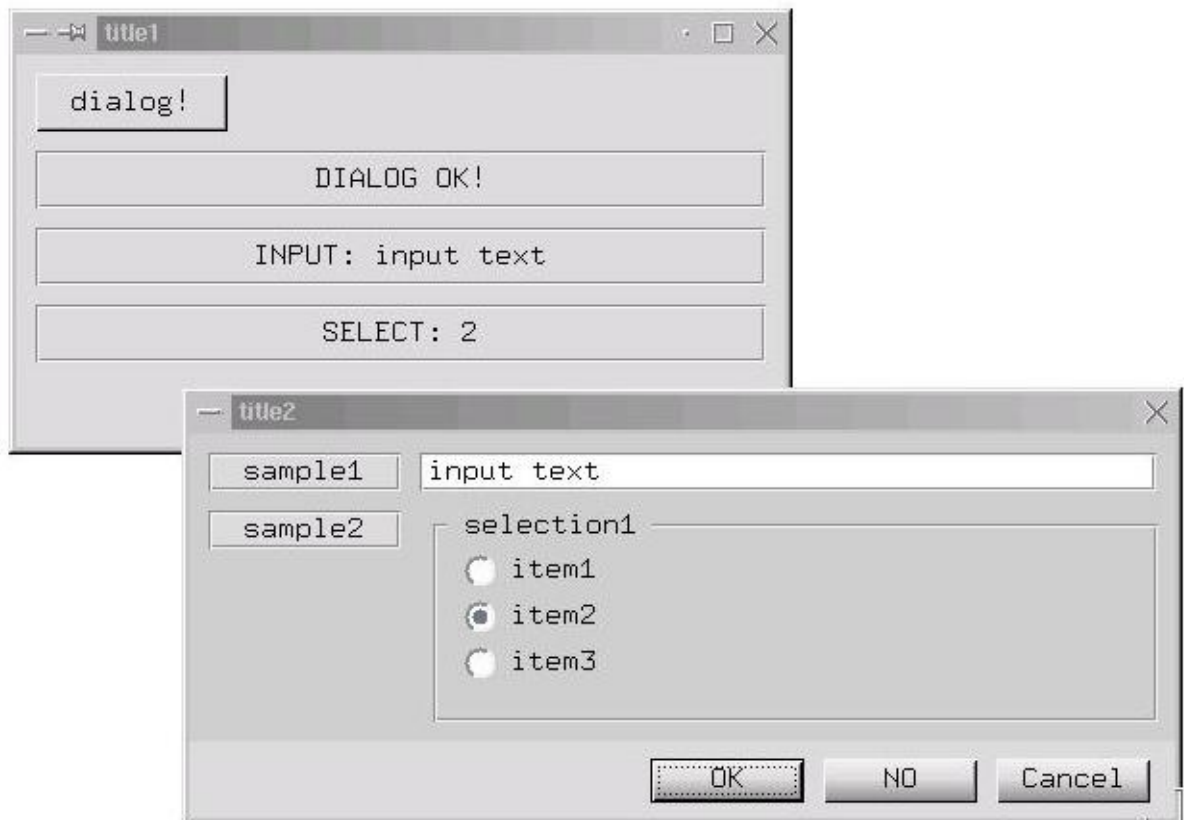 title1
dialog!
DIALOG OK!
INPUT: input text
SELECT: 2
title2
sample1 input text
sample2 selection1
item1
item2
item3
OK NO Cancel